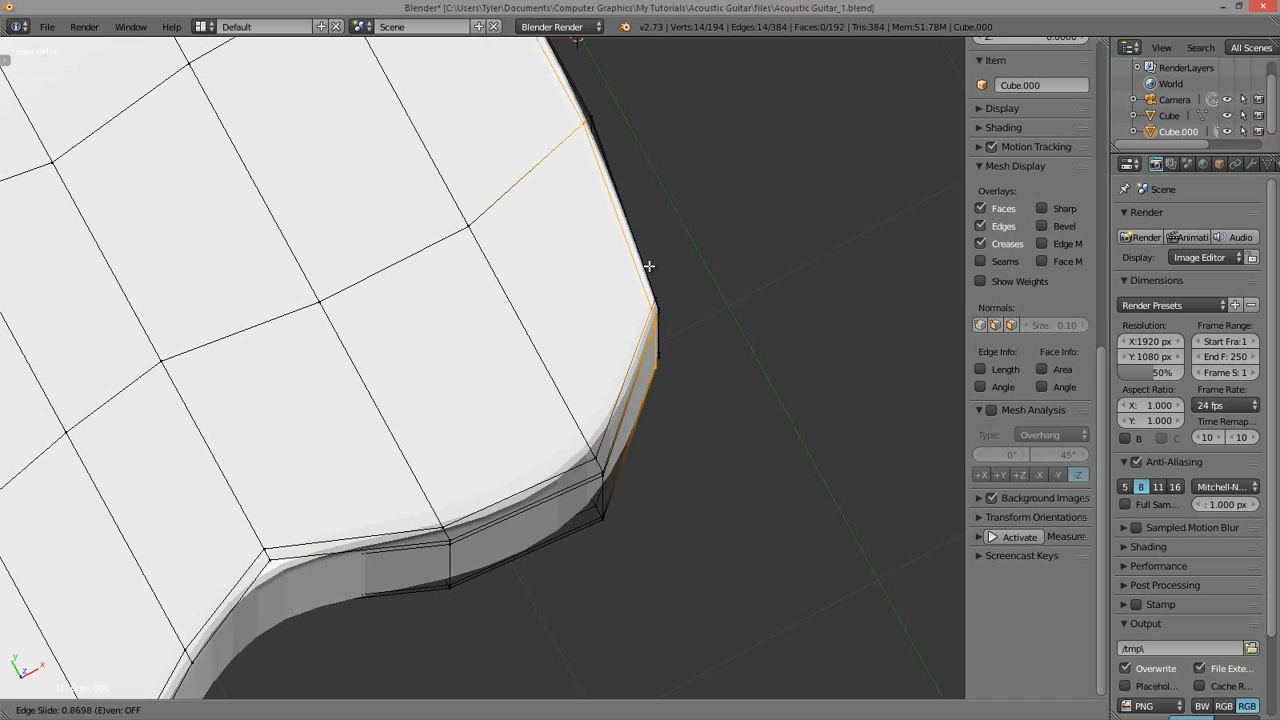 Blender* [C:\Users\Tyler\Documents\Computer Graphics\My Tutorials\Acoustic Guitar\files\Acoustic Guitar_1.blend]
File Render Window Help Default Scene Blender Render v2.73 | Verts:14/194 | Edges:14/384 | Faces:0/192 | Tris:384 | Mem:51.78M | Cube.000
User Ortho
Z: 0.0000
Item
Cube.000
Display
Shading
Motion Tracking
Mesh Display
Overlays:
Faces Sharp
Edges Bevel
Creases Edge M
Seams Face M
Show Weights
Normals:
Size: 0.10
Edge Info: Face Info:
Length Area
Angle Angle
Mesh Analysis
Type: Overhang
0° 45°
+X +Y +Z -X -Y -Z
Background Images
Transform Orientations
Activate Measure
Screencast Keys
View Search All Scenes
RenderLayers
World
Camera
Cube
Cube.000
Scene
Render
Render Animati Audio
Display: Image Editor
Dimensions
Render Presets
Resolution: Frame Range:
X:1920 px Start Fra:1
Y:1080 px End F: 250
50% Frame S: 1
Aspect Ratio: Frame Rate:
X: 1.000 24 fps
Y: 1.000 Time Remap...
B C 10 10
Anti-Aliasing
5 8 11 16 Mitchell-N...
Full Sam... : 1.000 px
Sampled Motion Blur
Shading
Performance
Post Processing
Stamp
Output
/tmp\
Overwrite File Exte...
Placehol... Cache R...
PNG BW RGB RGB
y
z x
Cube.000
Edge Slide: 0.8698 (E)ven: OFF